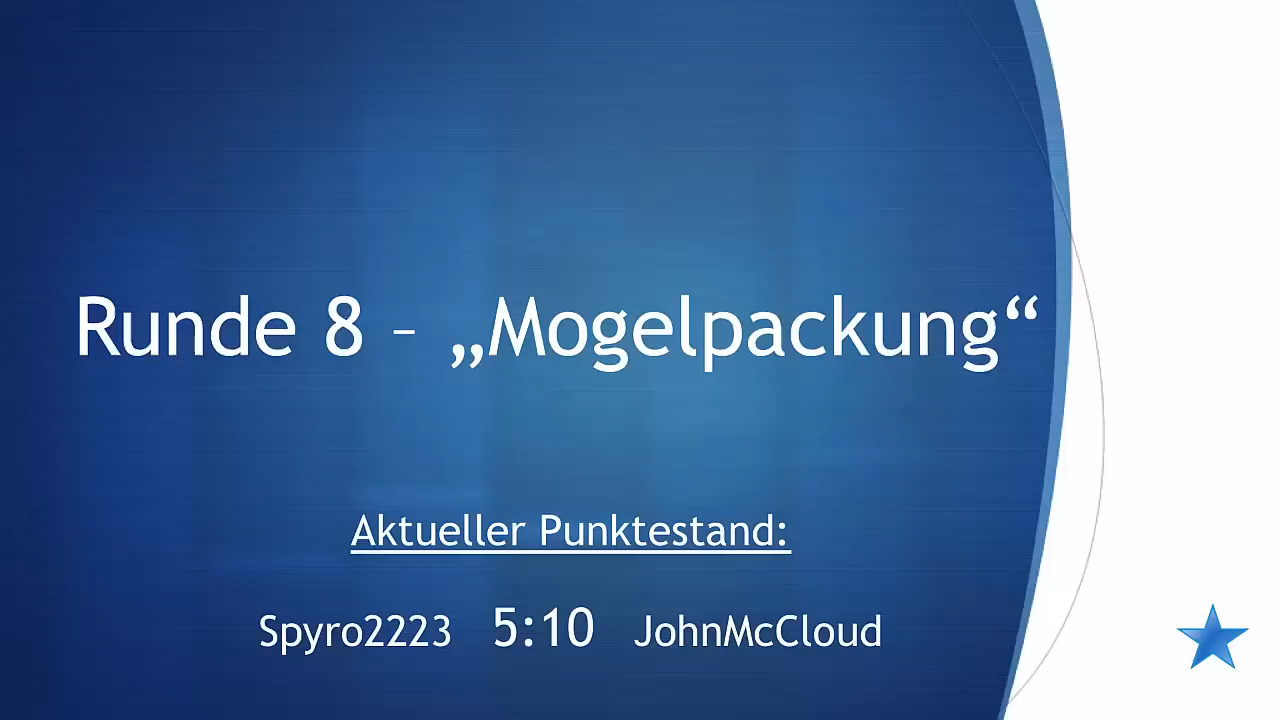 Runde 8 – „Mogelpackung“
Aktueller Punktestand:
Spyro2223 5:10 JohnMcCloud